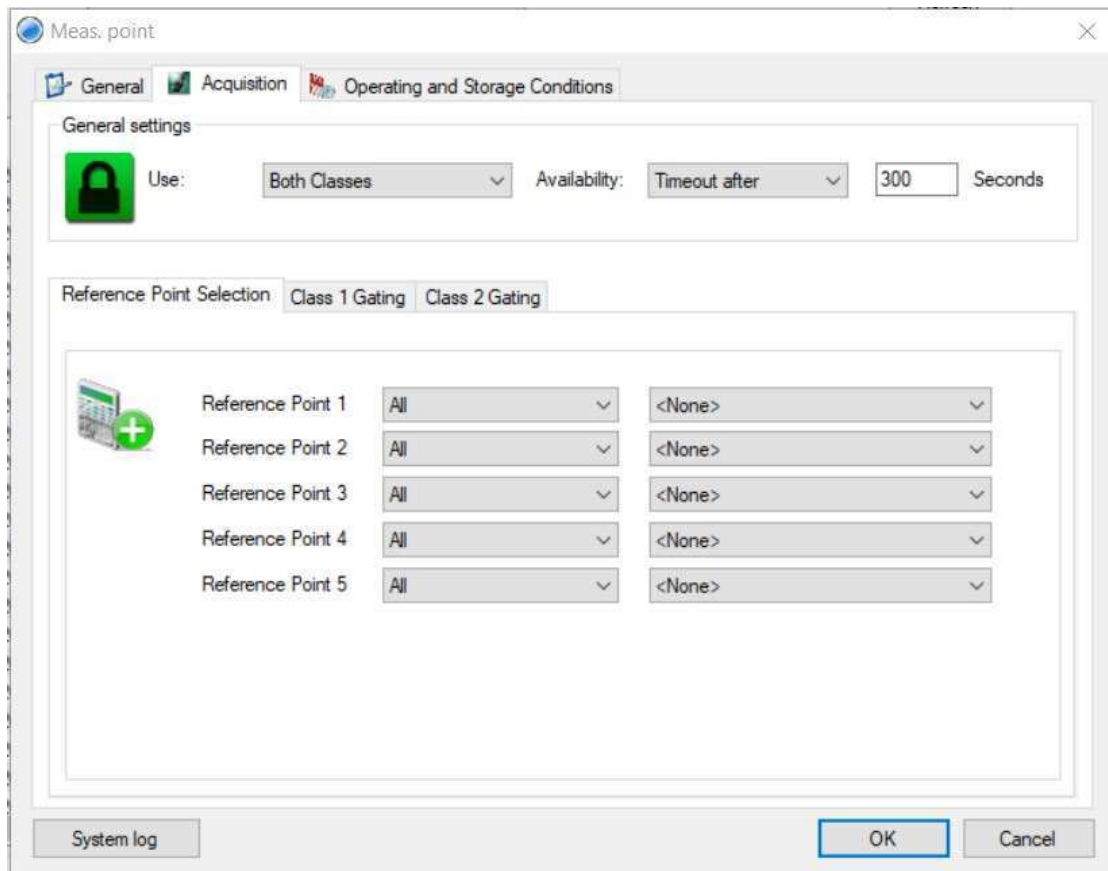 Meas. point
General Acquisition Operating and Storage Conditions
General settings
Use: Both Classes Availability: Timeout after 300 Seconds
Reference Point Selection Class 1 Gating Class 2 Gating
Reference Point 1 All <None>
Reference Point 2 All <None>
Reference Point 3 All <None>
Reference Point 4 All <None>
Reference Point 5 All <None>
System log OK Cancel